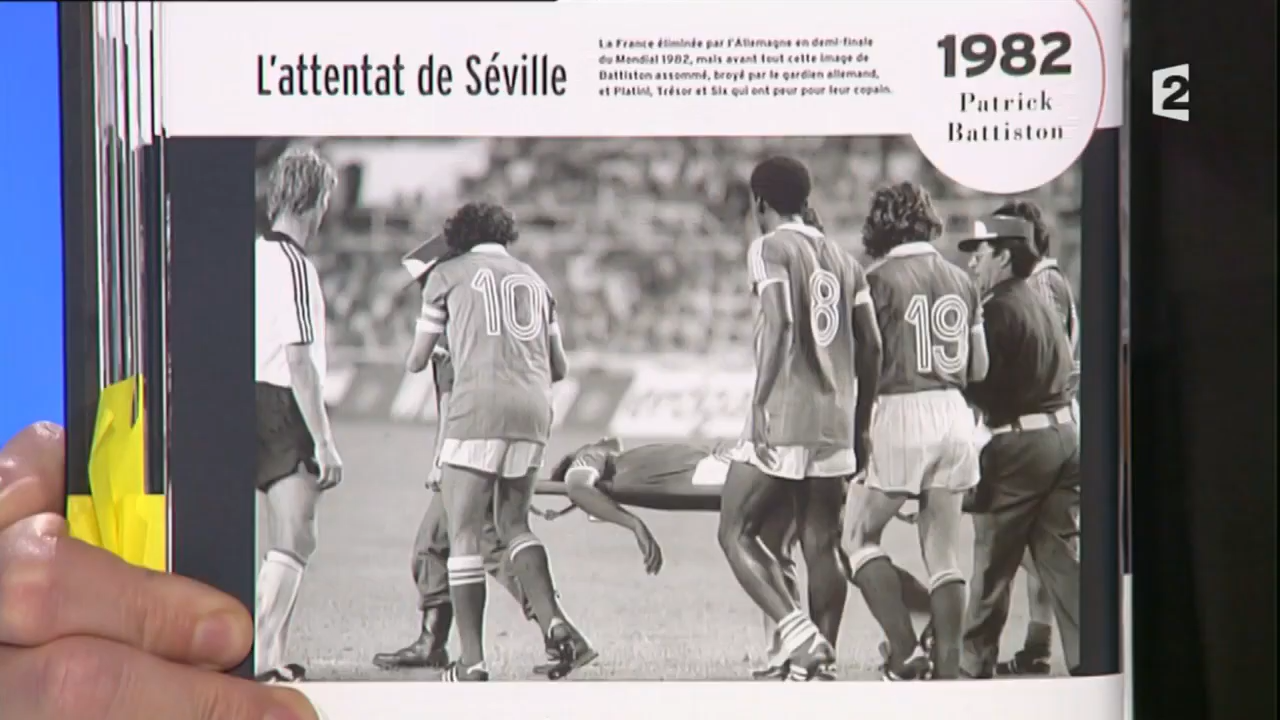 L'attentat de Séville
La France éliminée par l'Allemagne en demi-finale
du Mondial 1982, mais avant tout cette image de
Battiston assommé, broyé par le gardien allemand,
et Platini, Trésor et Six qui ont peur pour leur copain.
1982
Patrick
Battiston
2
10
8
19